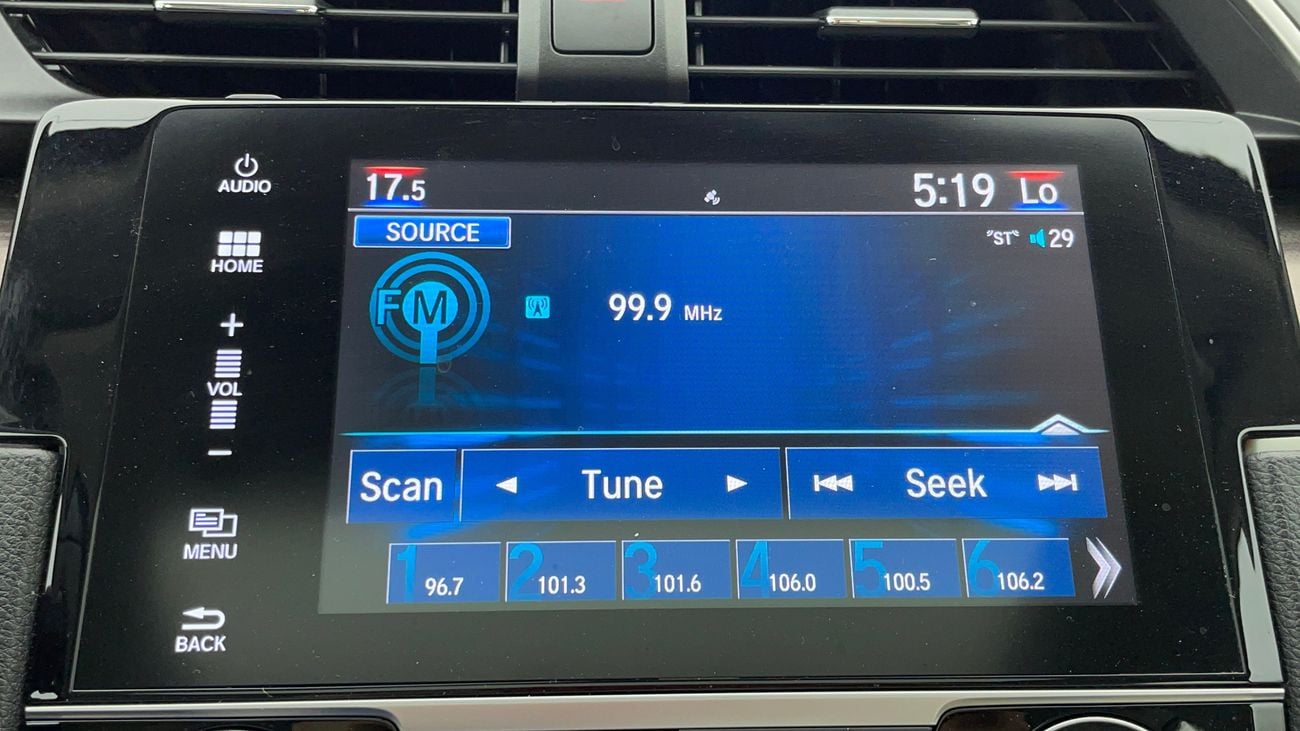 AUDIO
HOME
+
VOL
−
MENU
BACK
17.5
5:19 Lo
SOURCE
"ST" 29
FM
99.9 MHz
Scan Tune Seek
1 96.7 2 101.3 3 101.6 4 106.0 5 100.5 6 106.2